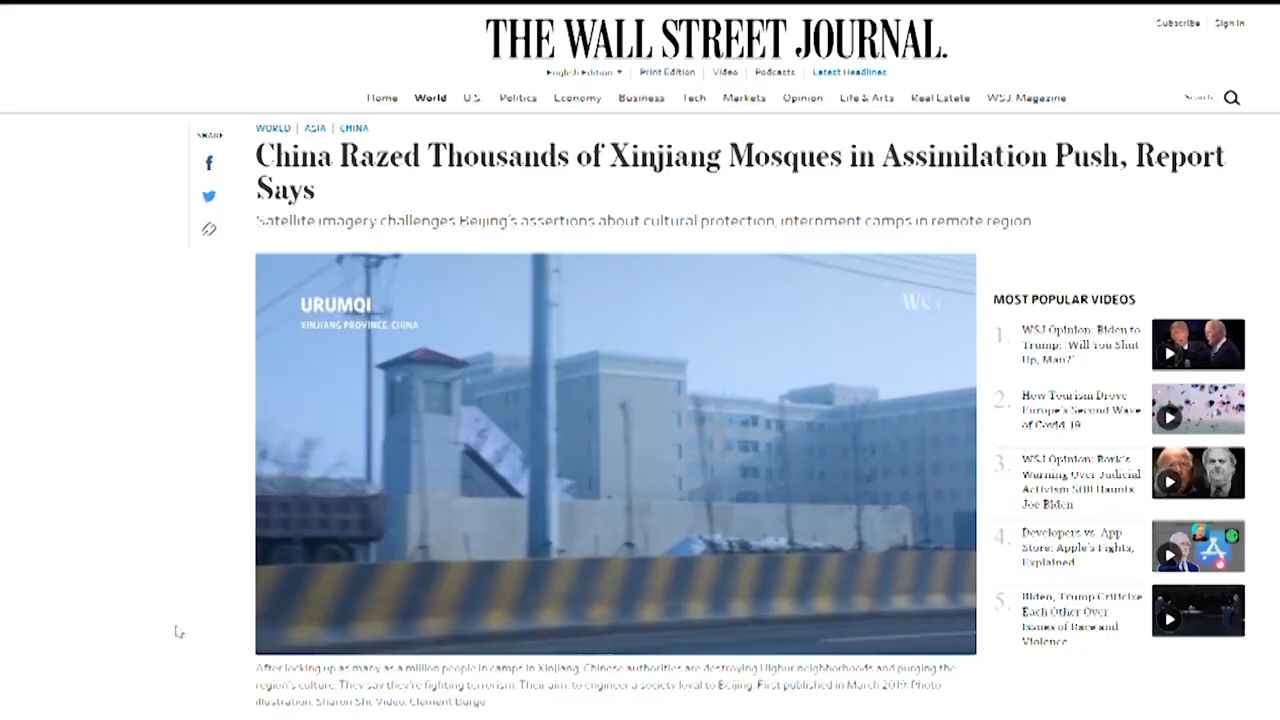 THE WALL STREET JOURNAL.
Subscribe Sign In
English Edition Print Edition Video Podcasts Latest Headlines
Home World U.S. Politics Economy Business Tech Markets Opinion Life & Arts Real Estate WSJ. Magazine
Search
SHARE
WORLD | ASIA | CHINA
China Razed Thousands of Xinjiang Mosques in Assimilation Push, Report
Says
Satellite imagery challenges Beijing's assertions about cultural protection, internment camps in remote region
URUMQI
XINJIANG PROVINCE, CHINA
After locking up as many as a million people in camps in Xinjiang, Chinese authorities are destroying Uighur neighborhoods and purging the
region's culture. They say they're fighting terrorism. Their aim: to engineer a society loyal to Beijing. First published in March 2019. Photo
illustration: Sharon Shi. Video: Clément Bürge
MOST POPULAR VIDEOS
1. WSJ Opinion: Biden to
Trump: 'Will You Shut
Up, Man?'
2. How Tourism Drove
Europe's Second Wave
of Covid-19
3. WSJ Opinion: Bork's
Warning Over Judicial
Activism Still Haunts
Joe Biden
4. Developers vs. App
Store: Apple's Fights,
Explained
5. Biden, Trump Criticize
Each Other Over
Issues of Race and
Violence